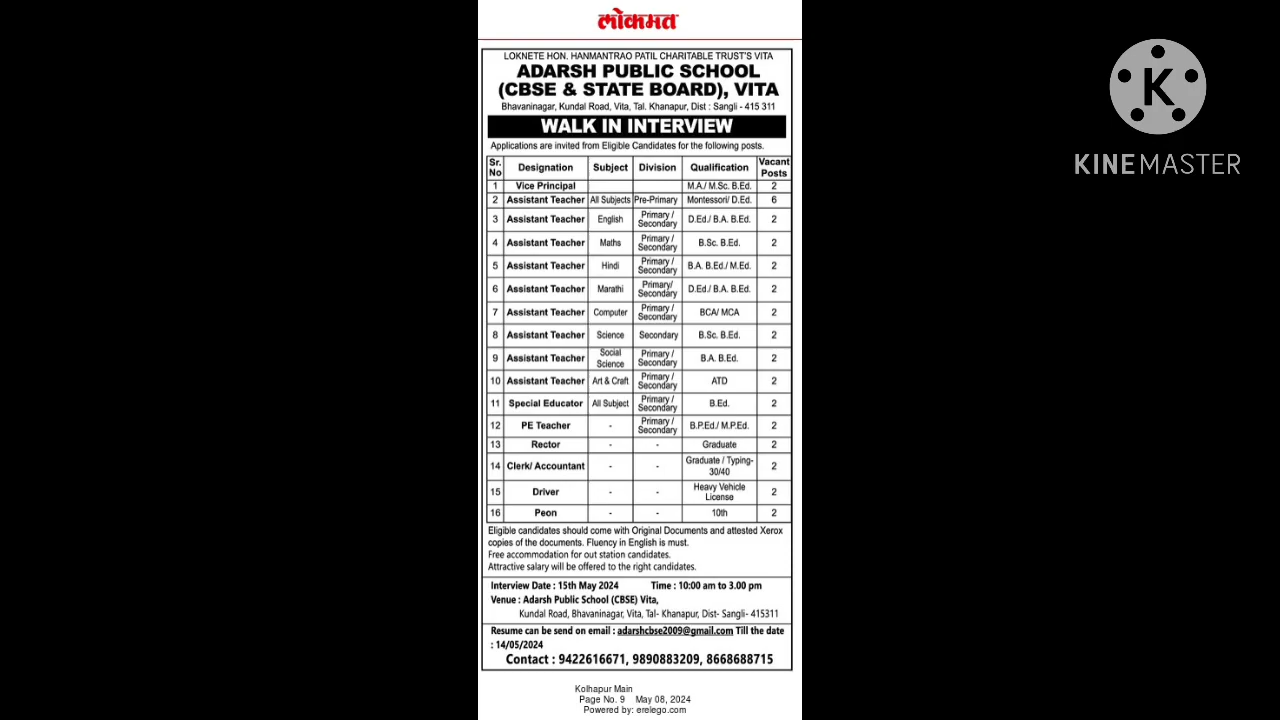 लोकमत
LOKNETE HON. HANMANTRAO PATIL CHARITABLE TRUST'S VITA
ADARSH PUBLIC SCHOOL
(CBSE & STATE BOARD), VITA
Bhavaninagar, Kundal Road, Vita, Tal. Khanapur, Dist : Sangli - 415 311
WALK IN INTERVIEW
Applications are invited from Eligible Candidates for the following posts.
Sr. No Designation Subject Division Qualification Vacant Posts
1 Vice Principal M.A./ M.Sc. B.Ed. 2
2 Assistant Teacher All Subjects Pre-Primary Montessori/ D.Ed. 6
3 Assistant Teacher English Primary / Secondary D.Ed./ B.A. B.Ed. 2
4 Assistant Teacher Maths Primary / Secondary B.Sc. B.Ed. 2
5 Assistant Teacher Hindi Primary / Secondary B.A. B.Ed./ M.Ed. 2
6 Assistant Teacher Marathi Primary/ Secondary D.Ed./ B.A. B.Ed. 2
7 Assistant Teacher Computer Primary / Secondary BCA/ MCA 2
8 Assistant Teacher Science Secondary B.Sc. B.Ed. 2
9 Assistant Teacher Social Science Primary / Secondary B.A. B.Ed. 2
10 Assistant Teacher Art & Craft Primary / Secondary ATD 2
11 Special Educator All Subject Primary / Secondary B.Ed. 2
12 PE Teacher - Primary / Secondary B.P.Ed./ M.P.Ed. 2
13 Rector - - Graduate 2
14 Clerk/ Accountant - - Graduate / Typing- 30/40 2
15 Driver - - Heavy Vehicle License 2
16 Peon - - 10th 2
Eligible candidates should come with Original Documents and attested Xerox
copies of the documents. Fluency in English is must.
Free accommodation for out station candidates.
Attractive salary will be offered to the right candidates.
Interview Date : 15th May 2024 Time : 10:00 am to 3.00 pm
Venue : Adarsh Public School (CBSE) Vita,
Kundal Road, Bhavaninagar, Vita, Tal- Khanapur, Dist- Sangli- 415311
Resume can be send on email : adarshcbse2009@gmail.com Till the date
: 14/05/2024
Contact : 9422616671, 9890883209, 8668688715
Kolhapur Main
Page No. 9 May 08, 2024
Powered by: erelego.com
K
KINEMASTER